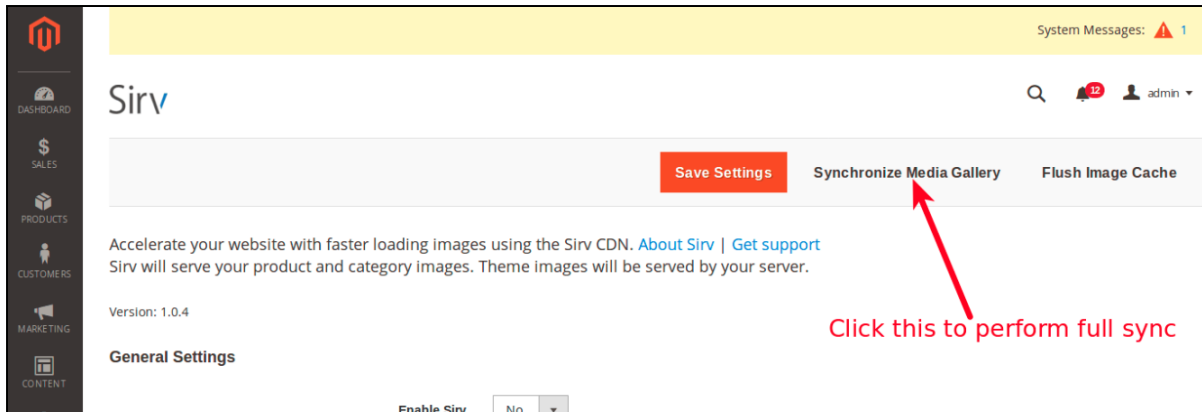 System Messages: 1
DASHBOARD
Sirv
12
admin
SALES
Save Settings
Synchronize Media Gallery
Flush Image Cache
PRODUCTS
Accelerate your website with faster loading images using the Sirv CDN. About Sirv | Get support
CUSTOMERS
Sirv will serve your product and category images. Theme images will be served by your server.
Version: 1.0.4
MARKETING
Click this to perform full sync
General Settings
CONTENT
Enable Sirv
No